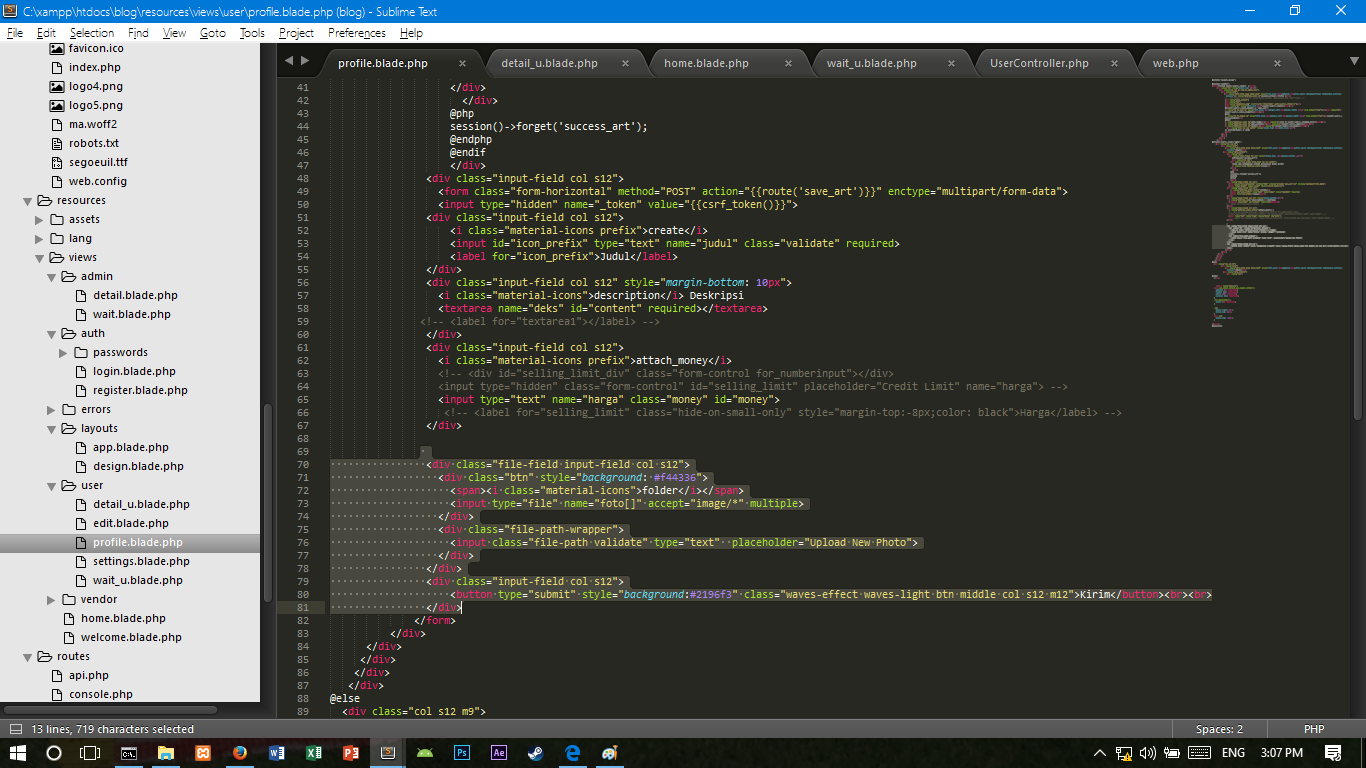 C:\xampp\htdocs\blog\resources\views\user\profile.blade.php (blog) - Sublime Text
File Edit Selection Find View Goto Tools Project Preferences Help
favicon.ico
index.php
logo4.png
logo5.png
ma.woff2
robots.txt
segoeuil.ttf
web.config
resources
assets
lang
views
admin
detail.blade.php
wait.blade.php
auth
passwords
login.blade.php
register.blade.php
errors
layouts
app.blade.php
design.blade.php
user
detail_u.blade.php
edit.blade.php
profile.blade.php
settings.blade.php
wait_u.blade.php
vendor
home.blade.php
welcome.blade.php
routes
api.php
console.php
profile.blade.php × detail_u.blade.php × home.blade.php × wait_u.blade.php × UserController.php × web.php ×
41 </div>
42 </div>
43 @php
44 session()->forget('success_art');
45 @endphp
46 @endif
47 </div>
48 <div class="input-field col s12">
49 <form class="form-horizontal" method="POST" action="{{route('save_art')}}" enctype="multipart/form-data">
50 <input type="hidden" name="_token" value="{{csrf_token()}}">
51 <div class="input-field col s12">
52 <i class="material-icons prefix">create</i>
53 <input id="icon_prefix" type="text" name="judul" class="validate" required>
54 <label for="icon_prefix">Judul</label>
55 </div>
56 <div class="input-field col s12" style="margin-bottom: 10px">
57 <i class="material-icons">description</i> Deskripsi
58 <textarea name="deks" id="content" required></textarea>
59 <!-- <label for="textarea1"></label> -->
60 </div>
61 <div class="input-field col s12">
62 <i class="material-icons prefix">attach_money</i>
63 <!-- <div id="selling_limit_div" class="form-control for_numberinput"></div>
64 <input type="hidden" class="form-control" id="selling_limit" placeholder="Credit Limit" name="harga"> -->
65 <input type="text" name="harga" class="money" id="money">
66 <!-- <label for="selling_limit" class="hide-on-small-only" style="margin-top:-8px;color: black">Harga</label> -->
67 </div>
68
69
70 <div class="file-field input-field col s12">
71 <div class="btn" style="background: #f44336">
72 <span><i class="material-icons">folder</i></span>
73 <input type="file" name="foto[]" accept="image/*" multiple>
74 </div>
75 <div class="file-path-wrapper">
76 <input class="file-path validate" type="text"  placeholder="Upload New Photo">
77 </div>
78 </div>
79 <div class="input-field col s12">
80 <button type="submit" style="background:#2196f3" class="waves-effect waves-light btn middle col s12 m12">Kirim</button><br><br>
81 </div>
82 </form>
83 </div>
84 </div>
85 </div>
86 </div>
87 </div>
88 @else
89 <div class="col s12 m9">
13 lines, 719 characters selected
Spaces: 2
PHP
ENG
3:07 PM